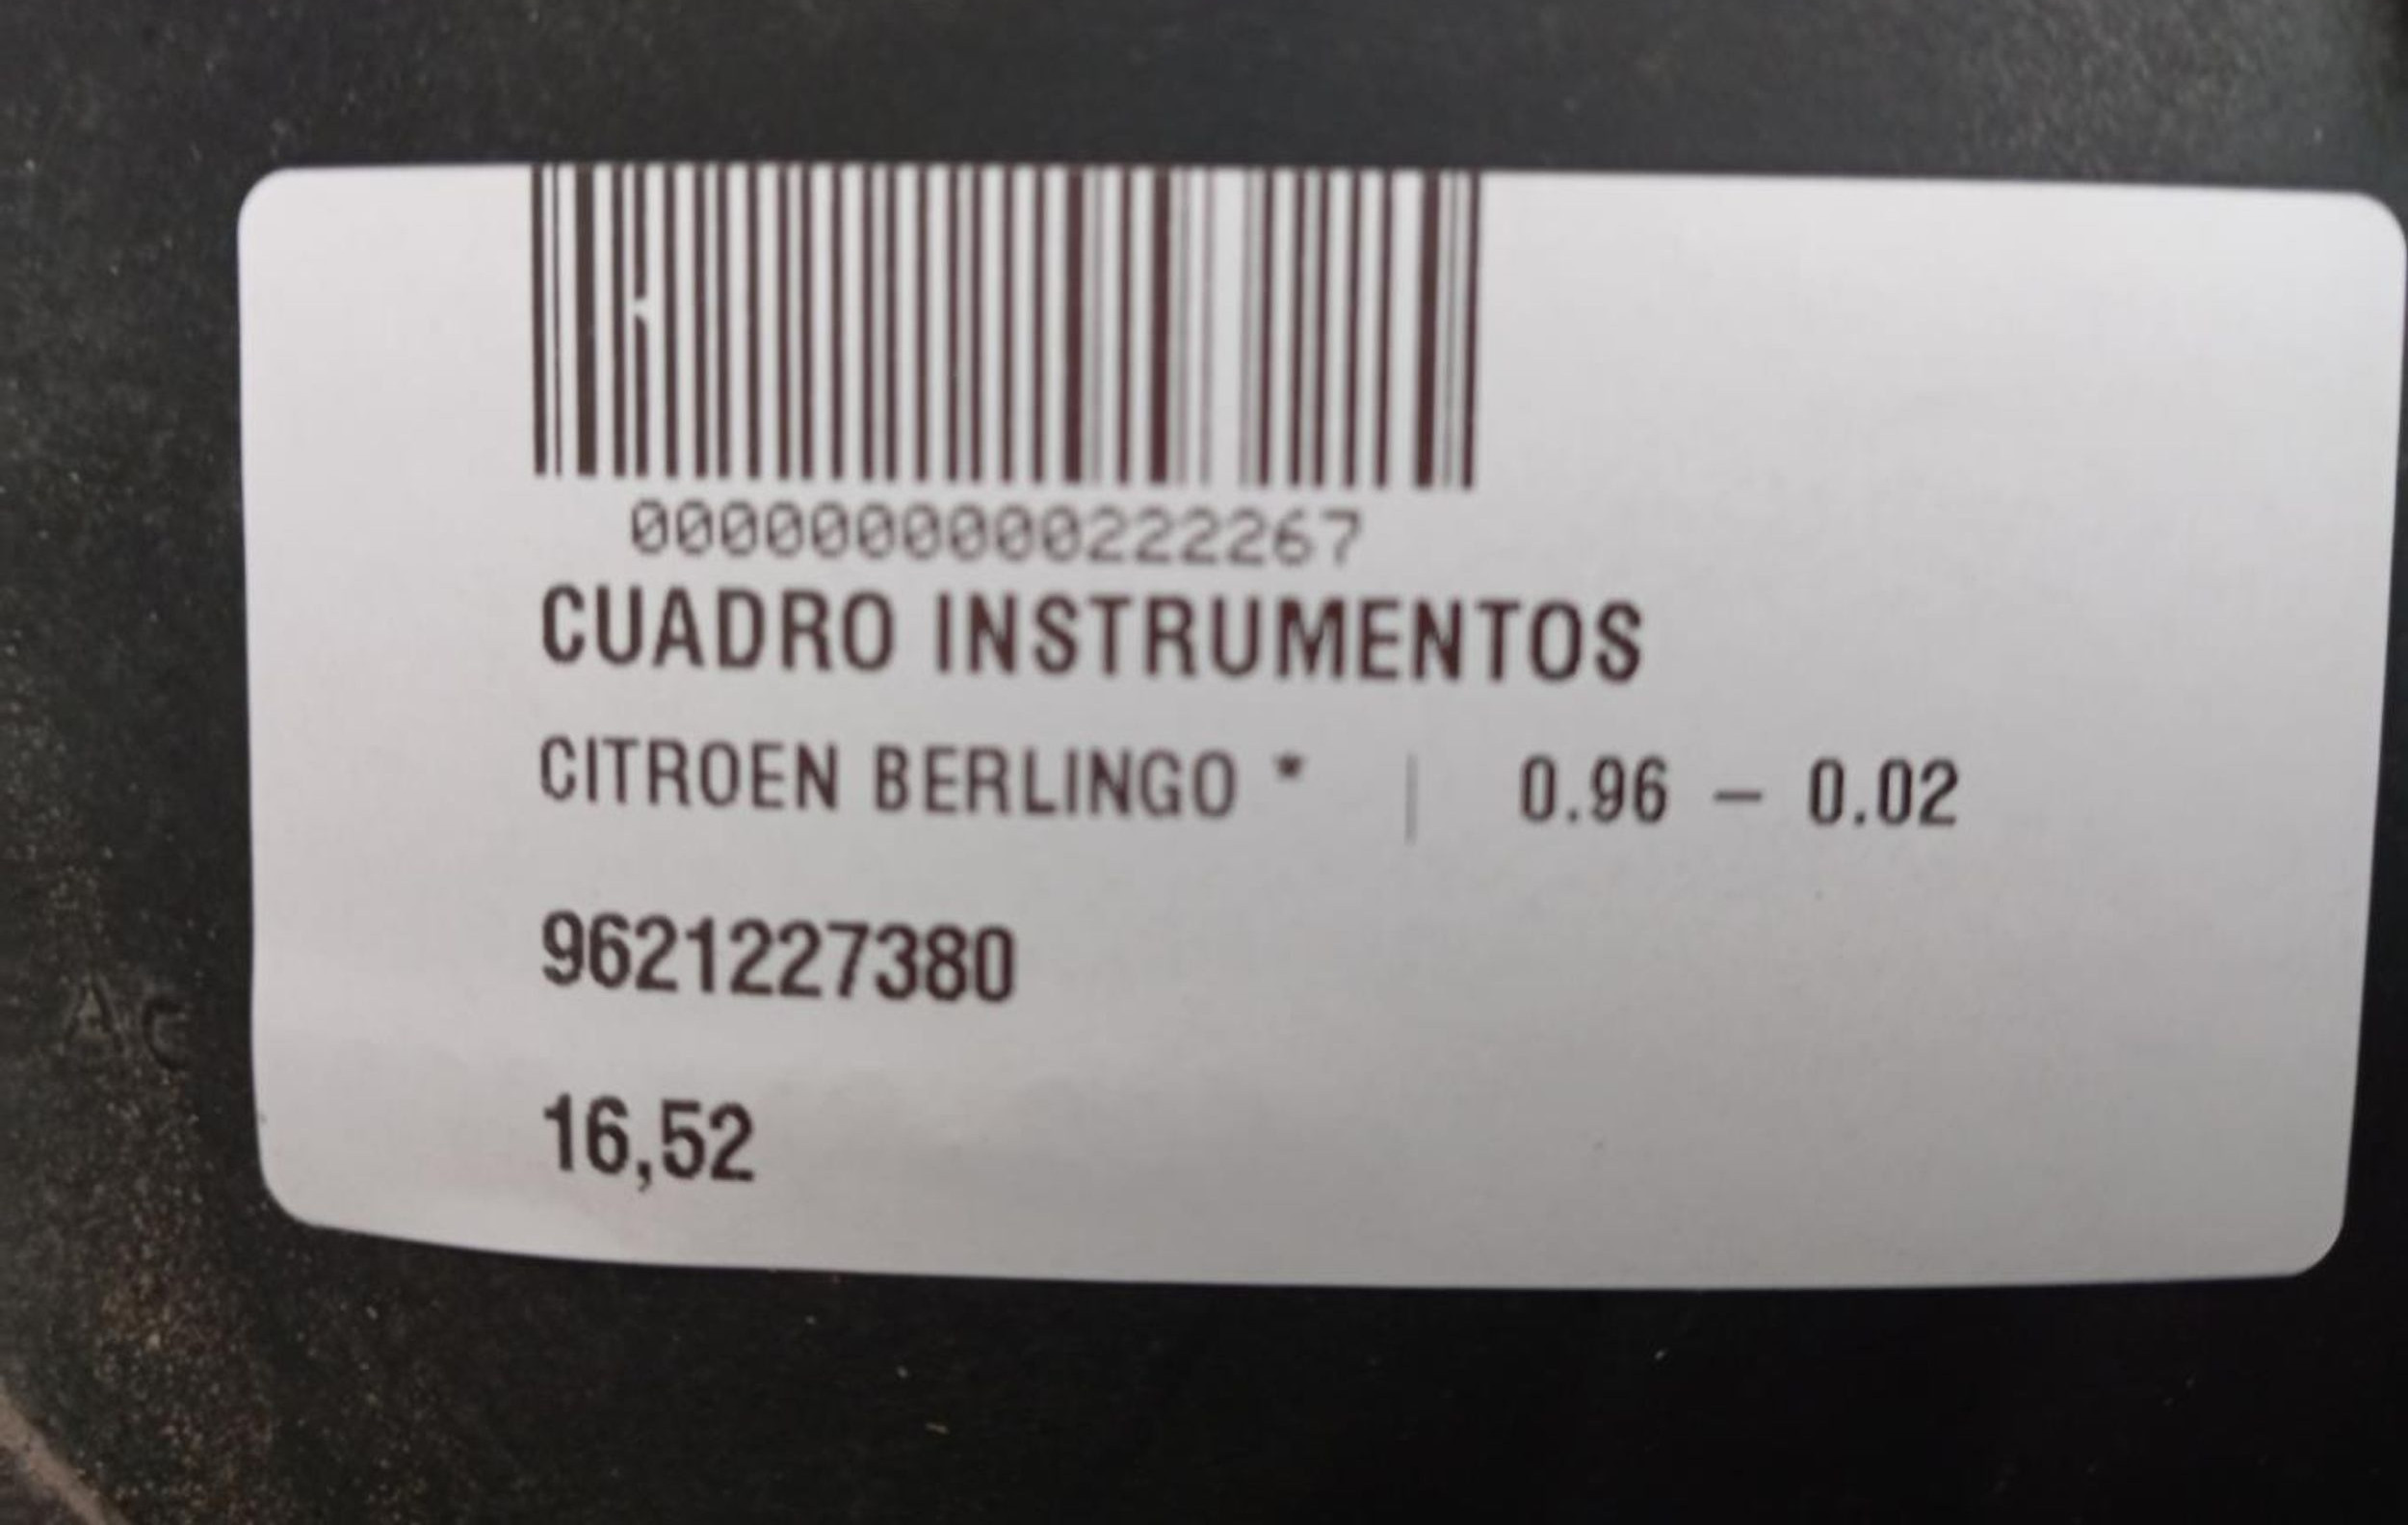 0000000000222267
CUADRO INSTRUMENTOS
CITROEN BERLINGO * | 0.96 – 0.02
9621227380
16,52